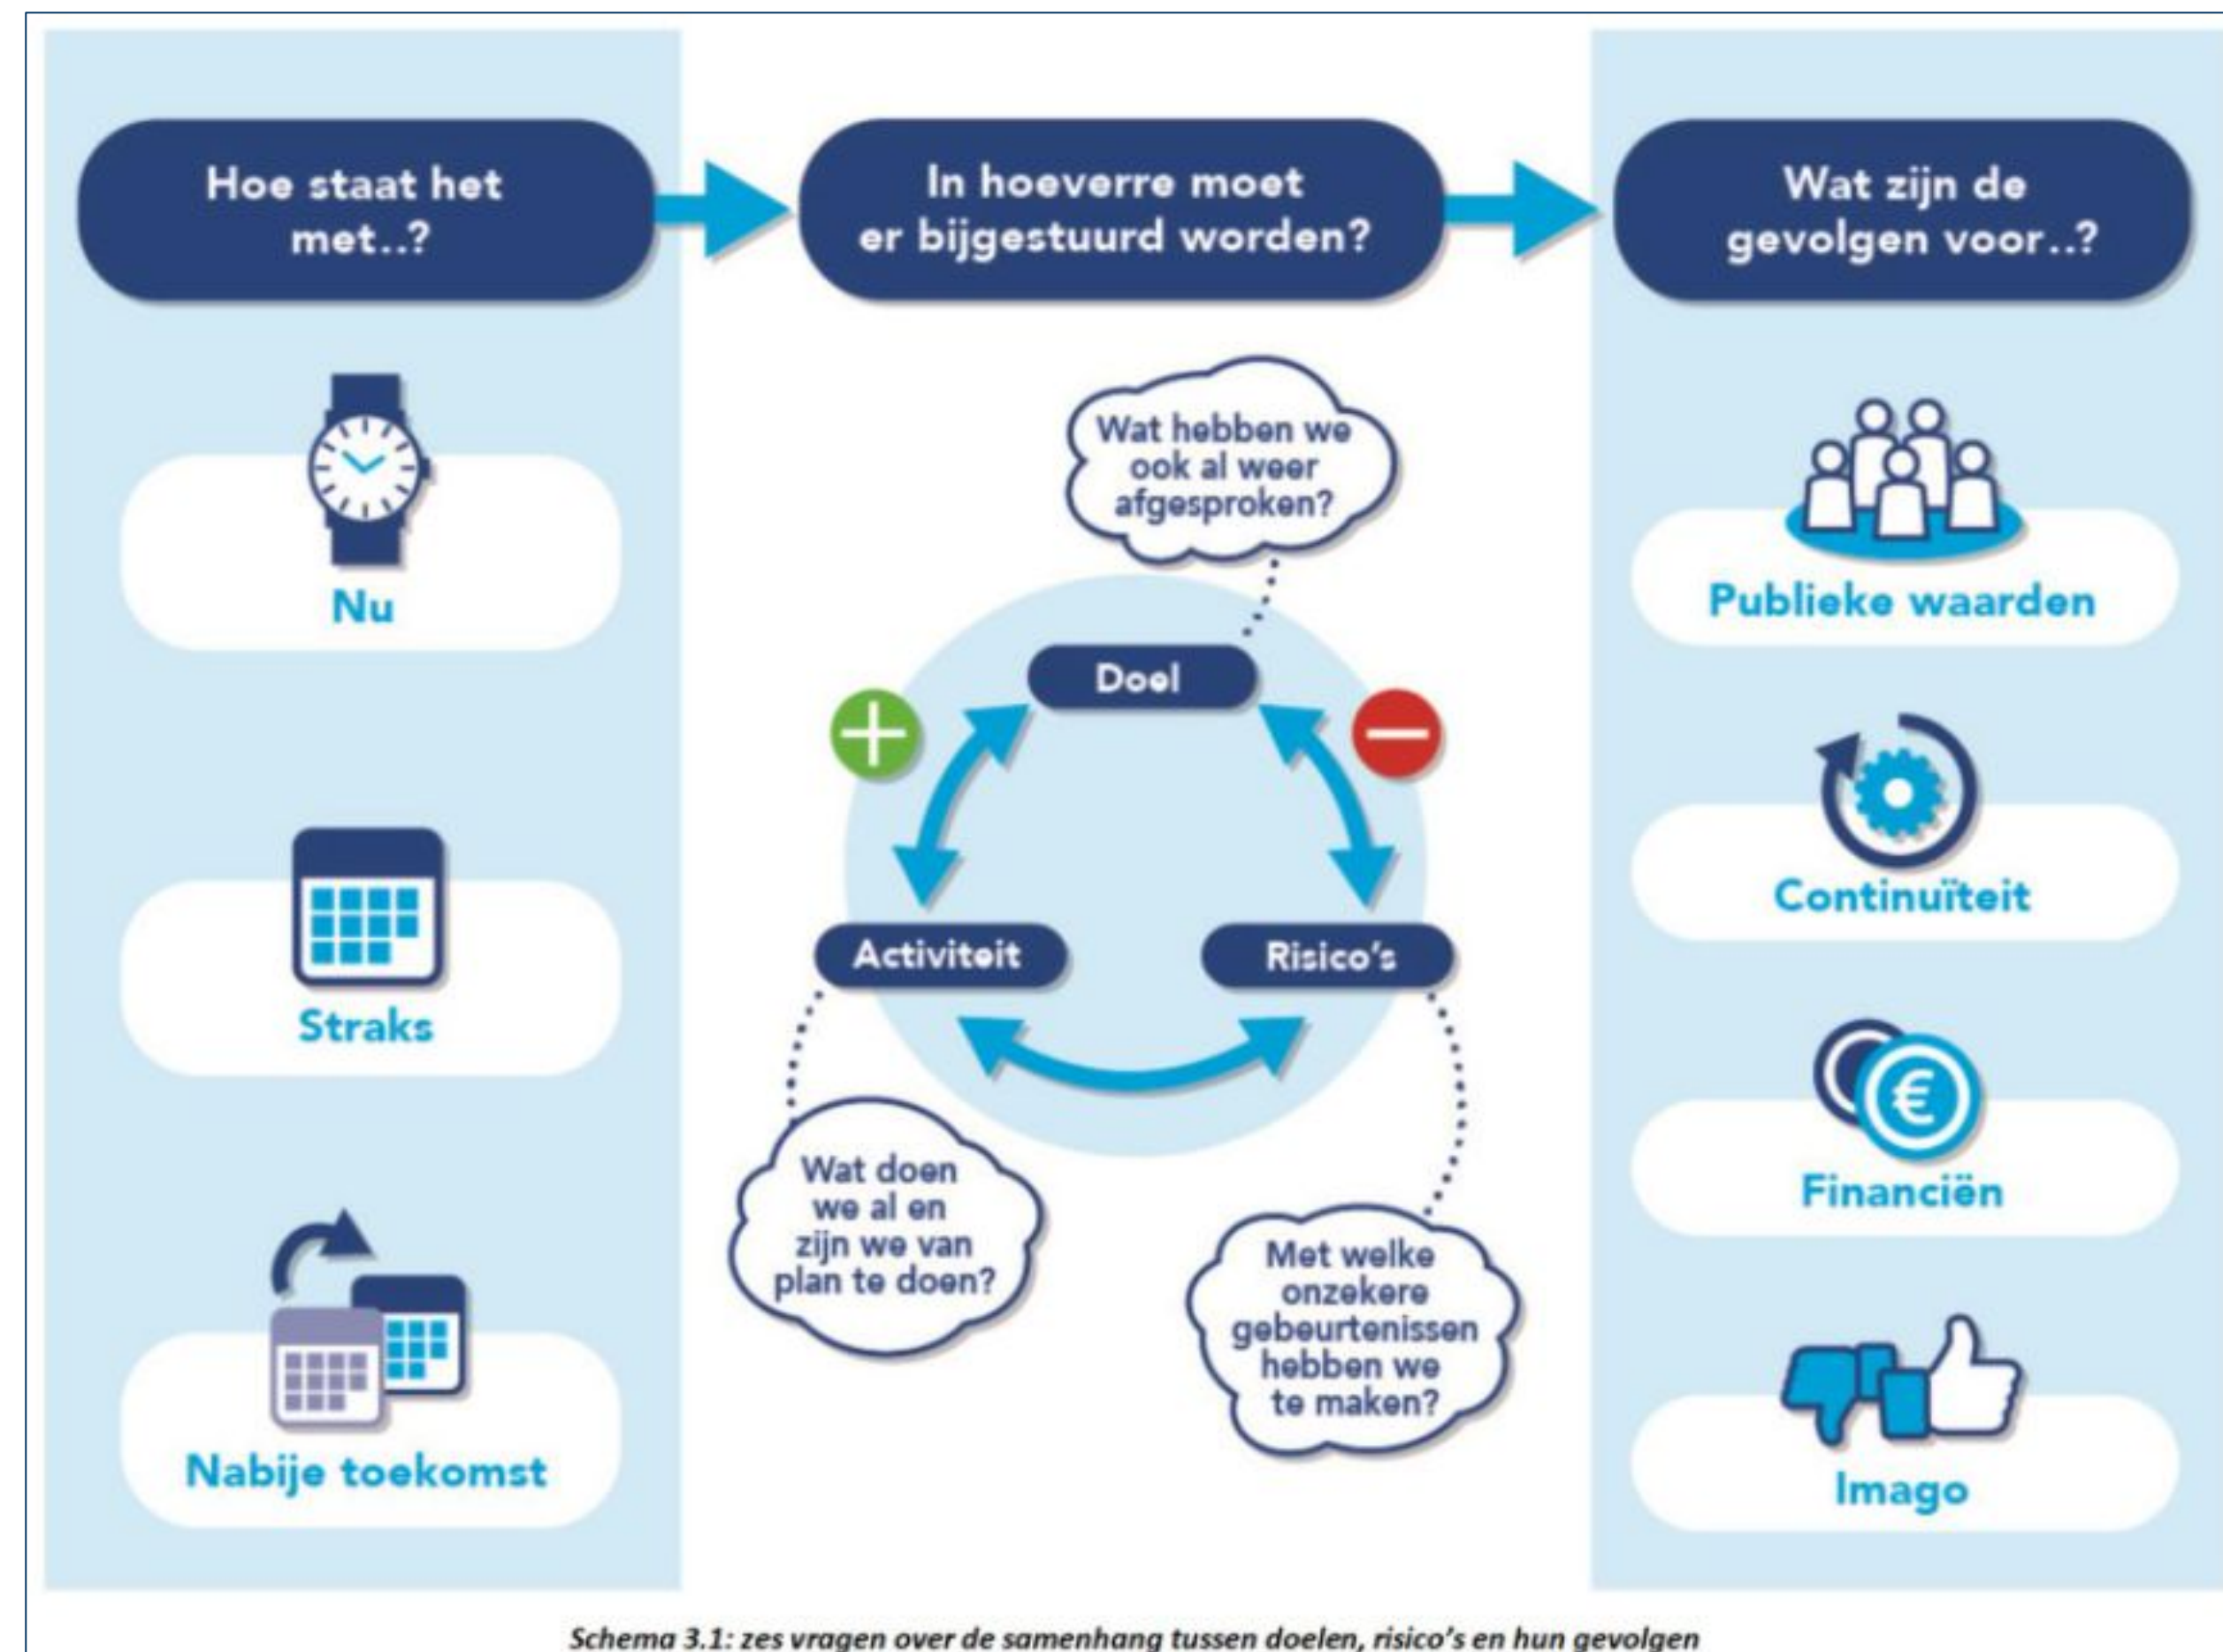 Hoe staat het
met..?
Nu
Straks
Nabije toekomst
In hoeverre moet
er bijgestuurd worden?
Wat hebben we
ook al weer
afgesproken?
Doel
Activiteit
Risico's
Wat doen
we al en
zijn we van
plan te doen?
Met welke
onzekere
gebeurtenissen
hebben we
te maken?
Wat zijn de
gevolgen voor..?
Publieke waarden
Continuïteit
€
Financiën
Imago
Schema 3.1: zes vragen over de samenhang tussen doelen, risico's en hun gevolgen